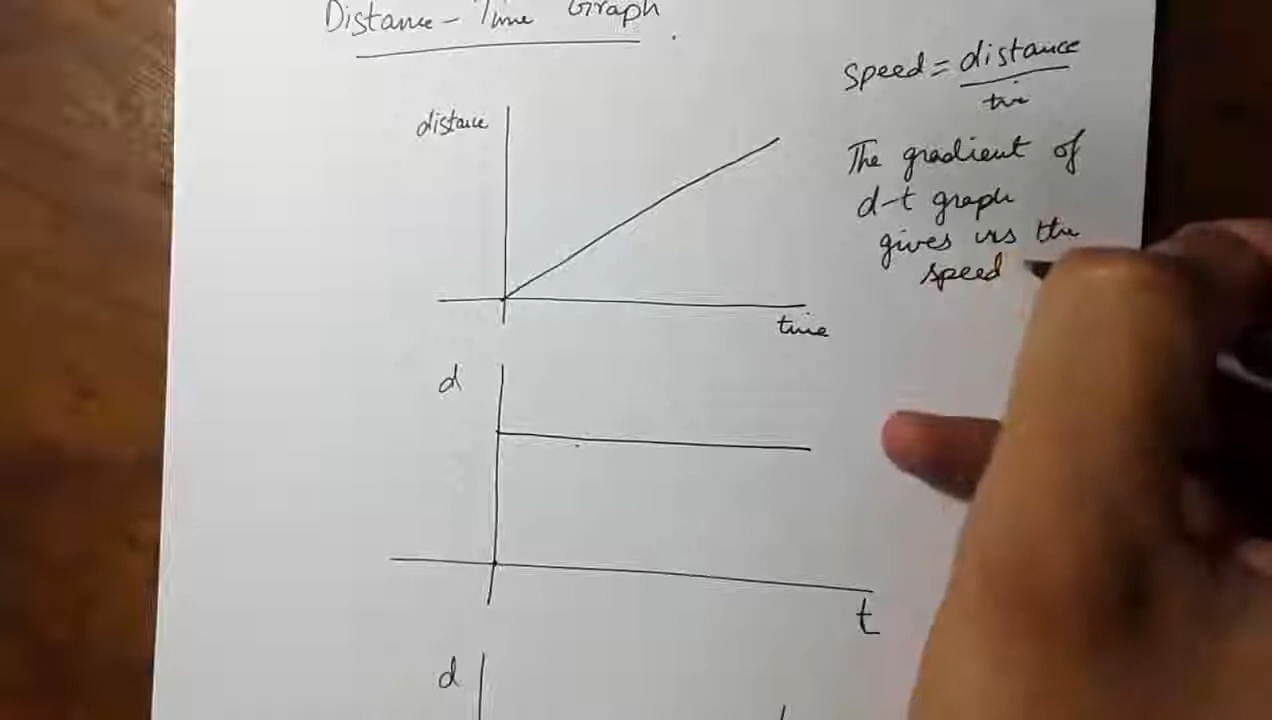 Distance - Time Graph
speed = distance
distance
The gradient of
d-t graph
gives us the
speed
time
d
t
d